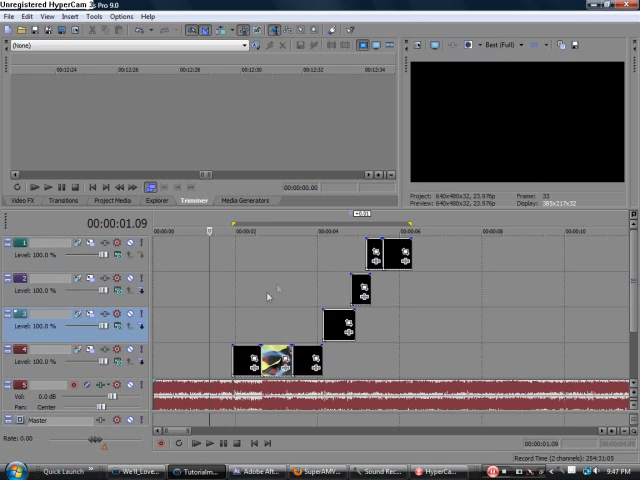 Unregistered HyperCam 3
s Pro 9.0
File Edit View Insert Tools Options Help
(None)
Best (Full)
00:12:24 00:12:26 00:12:28 00:12:30 00:12:32 00:12:34
00:00:00.00
Project: 640x480x32, 23.976p Frame: 33
Preview: 640x480x32, 23.976p Display: 385x217x32
Video FX Transitions Project Media Explorer Trimmer Media Generators
+0.01
00:00:01.09
00:00:00 00:00:02 00:00:04 00:00:06 00:00:08 00:00:10
1
Level: 100.0 %
2
Level: 100.0 %
3
Level: 100.0 %
4
Level: 100.0 %
5
Vol: 0.0 dB
Pan: Center
Master
Rate: 0.00
00:00:01.09
Record Time (2 channels): 254:31:05
Quick Launch We'll_Love... Tutorialm... Adobe Aft... SuperAMV... Sound Rec... HyperCa... 9:47 PM